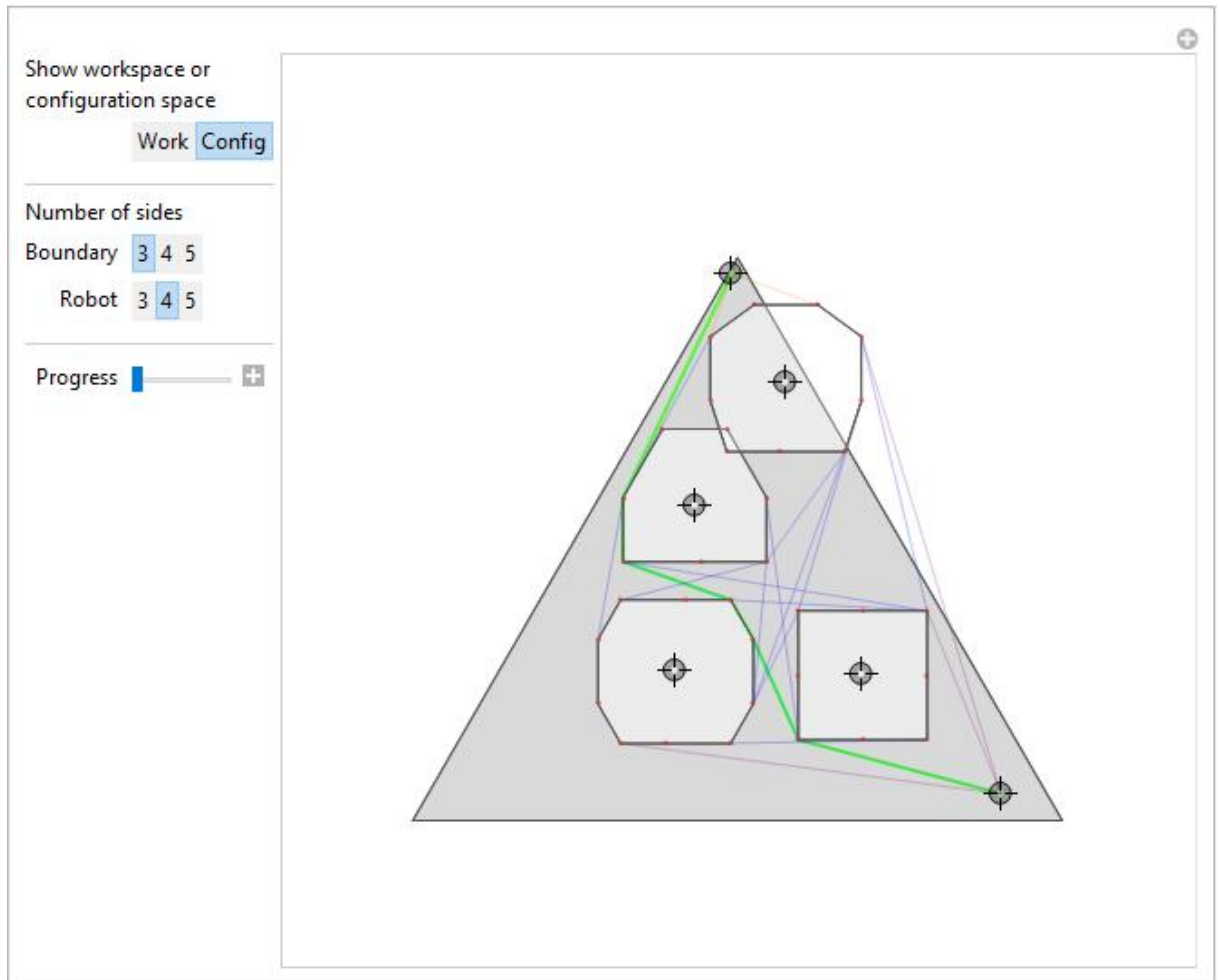 Show workspace or
configuration space
Work Config
Number of sides
Boundary 3 4 5
Robot 3 4 5
Progress